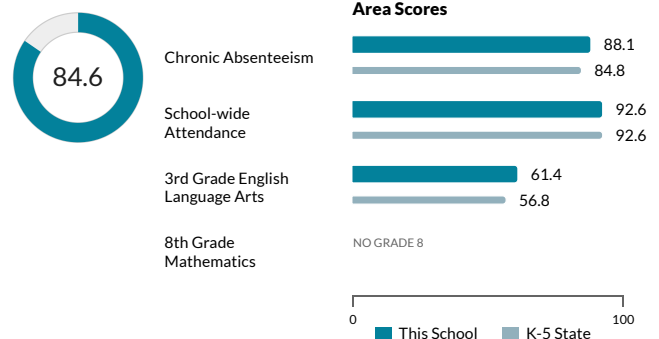 Area Scores
84.6
Chronic Absenteeism
88.1
84.8
School-wide
Attendance
92.6
92.6
3rd Grade English
Language Arts
61.4
56.8
8th Grade
Mathematics
NO GRADE 8
0
100
This School
K-5 State